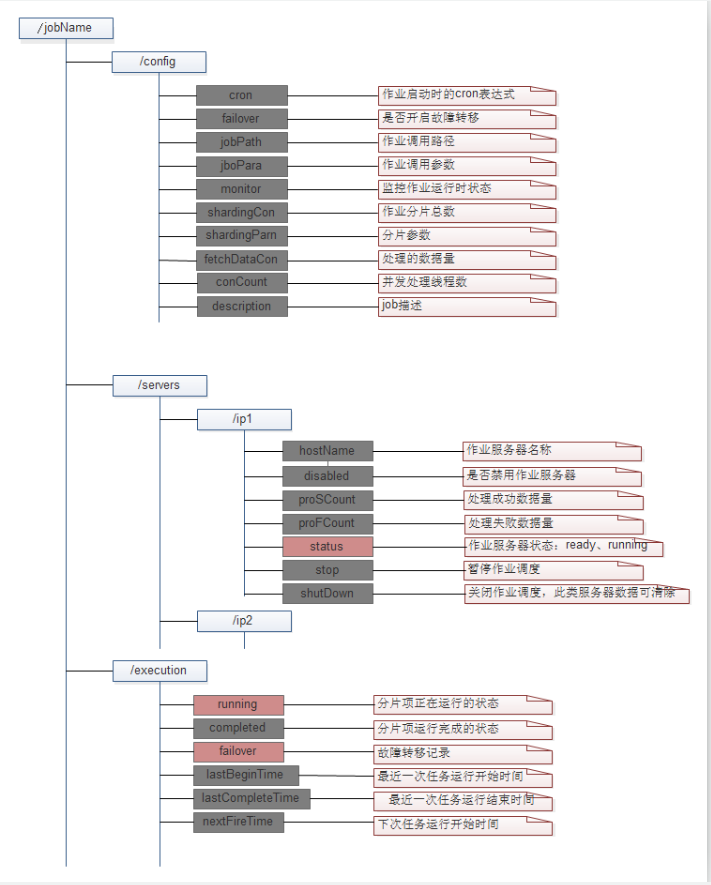 /jobName
/config
cron 作业启动时的cron表达式
failover 是否开启故障转移
jobPath 作业调用路径
jboPara 作业调用参数
monitor 监控作业运行时状态
shardingCon 作业分片总数
shardingParn 分片参数
fetchDataCon 处理的数据量
conCount 并发处理线程数
description job描述
/servers
/ip1
hostName 作业服务器名称
disabled 是否禁用作业服务器
proSCount 处理成功数据量
proFCount 处理失败数据量
status 作业服务器状态：ready、running
stop 暂停作业调度
shutDown 关闭作业调度，此类服务器数据可清除
/ip2
/execution
running 分片项正在运行的状态
completed 分片项运行完成的状态
failover 故障转移记录
lastBeginTime 最近一次任务运行开始时间
lastCompleteTime 最近一次任务运行结束时间
nextFireTime 下次任务运行开始时间